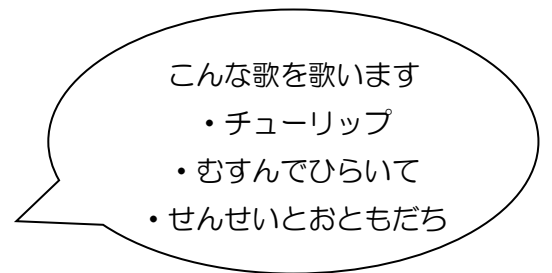 こんな歌を歌います
・チューリップ
・むすんでひらいて
・せんせいとおともだち